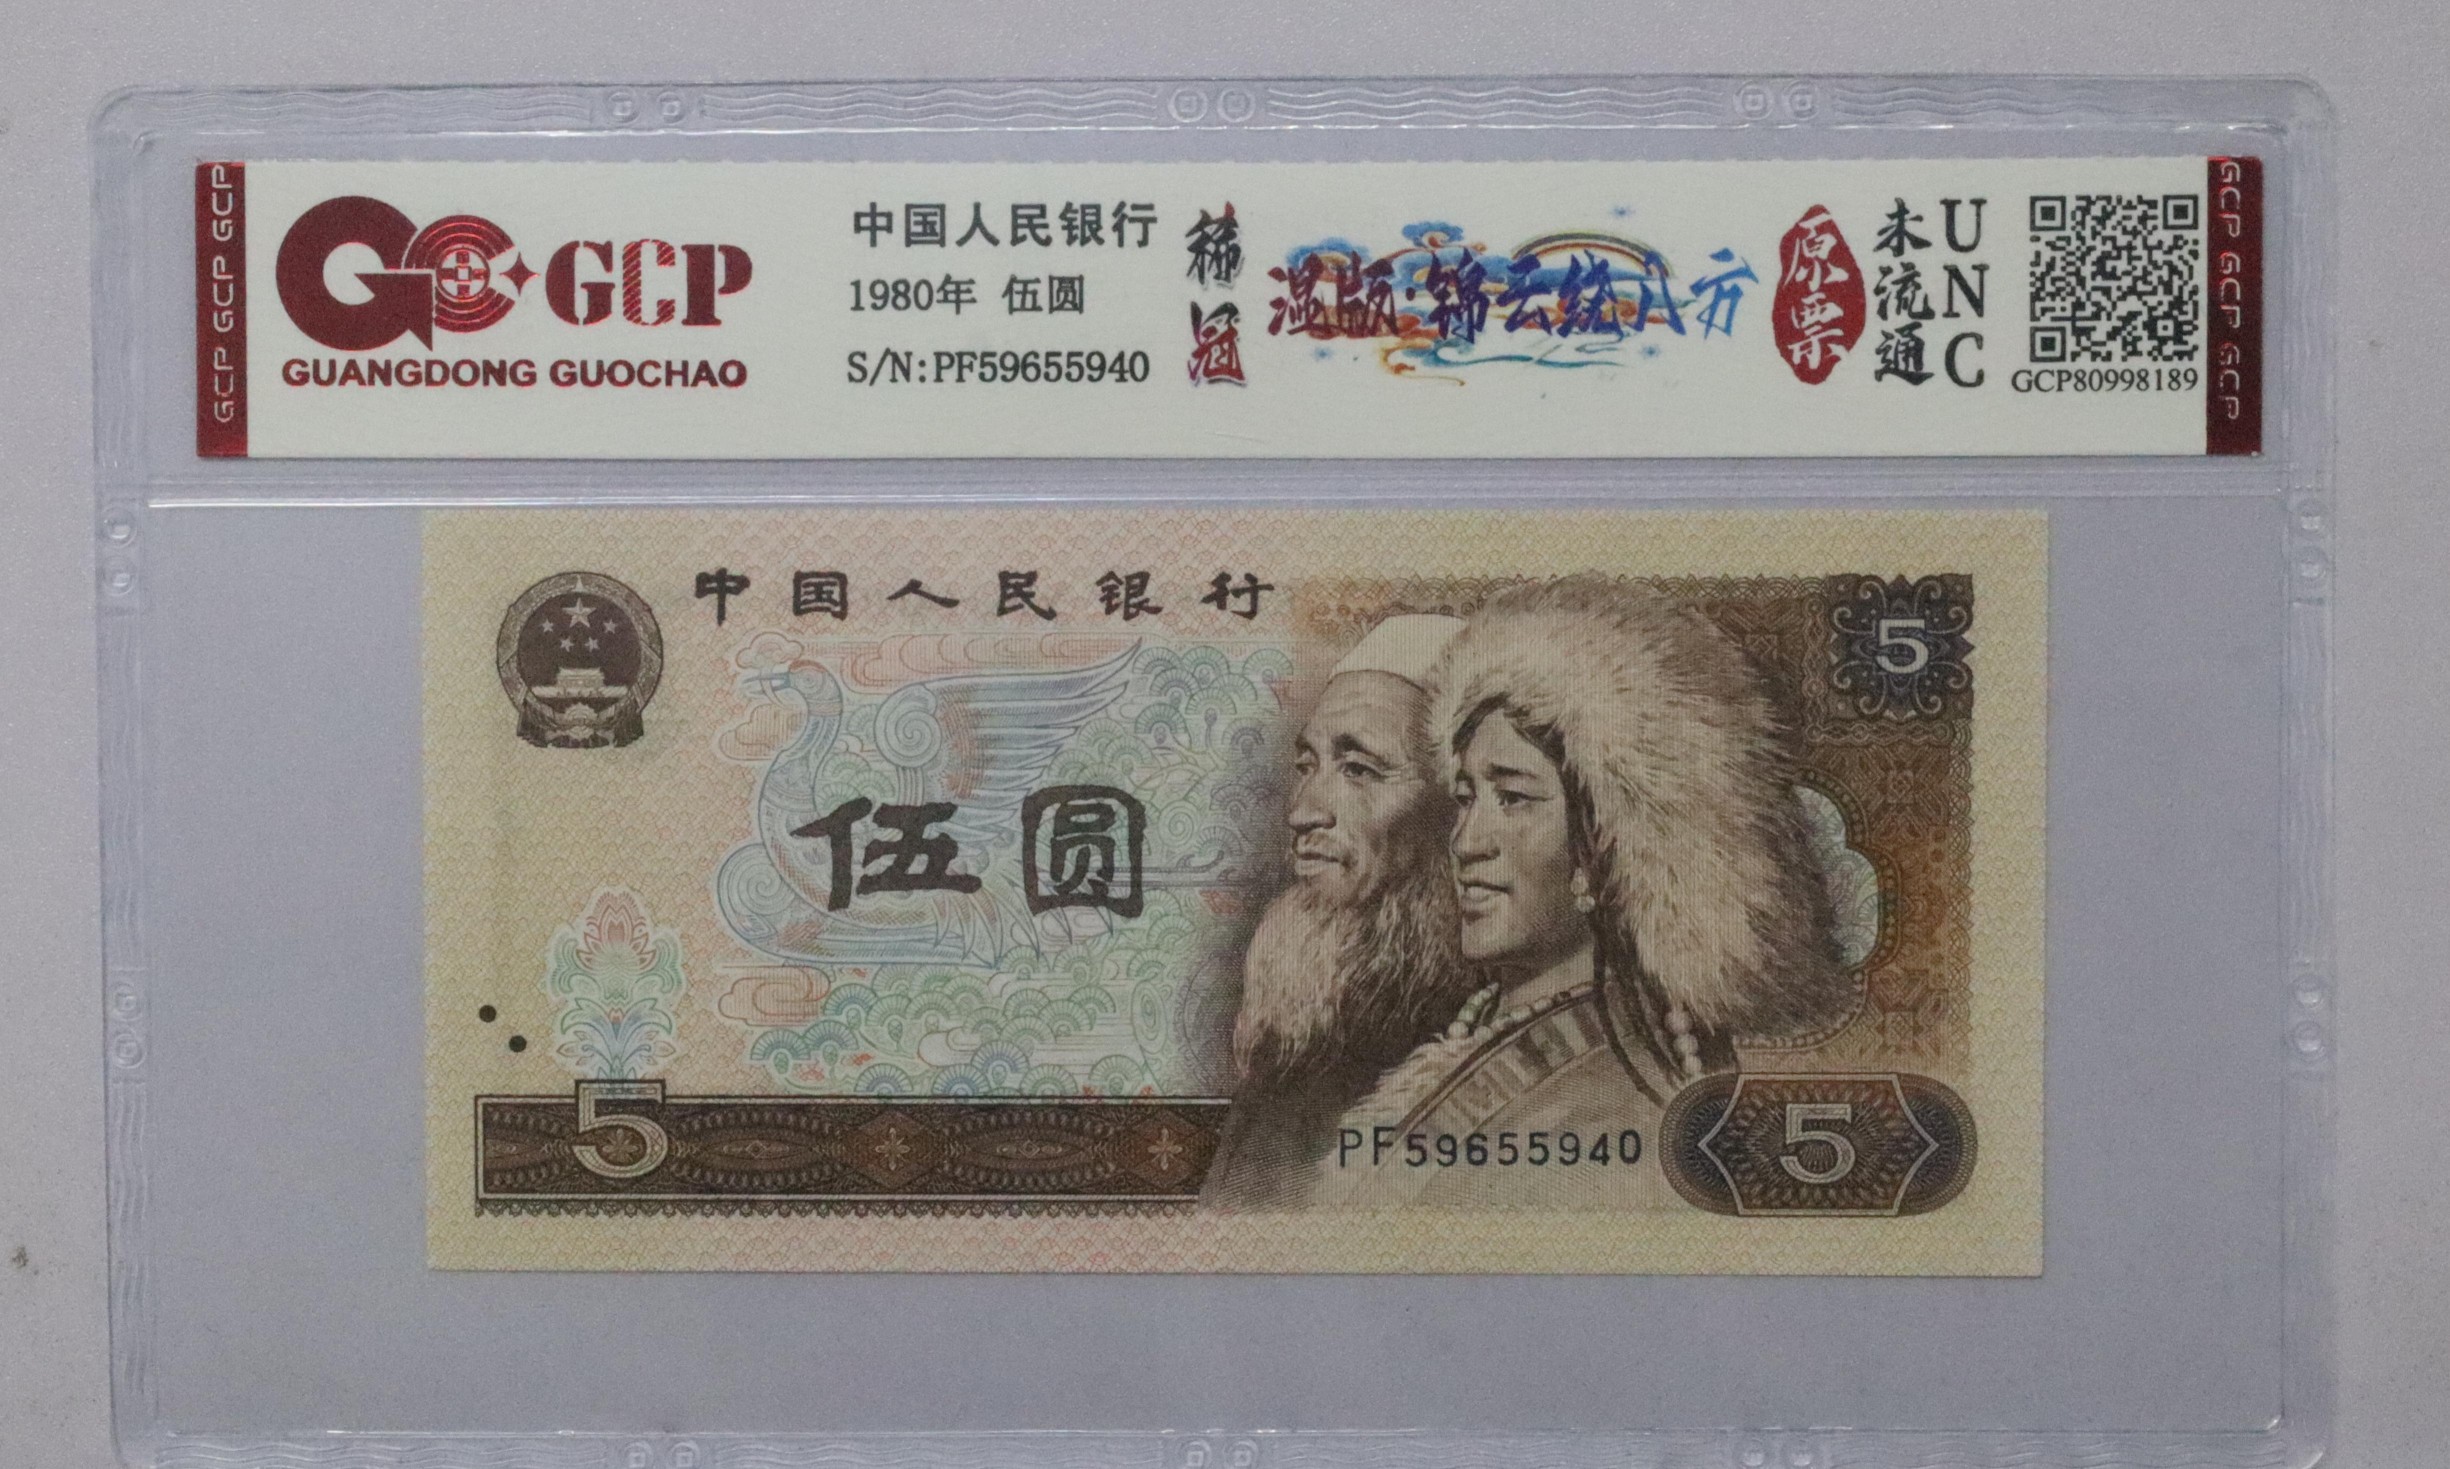 GCP GCP GCP
GCP
GUANGDONG GUOCHAO
中国人民银行
1980年 伍圆
S/N:PF59655940
稀冠
温版·锦云绕八方
原票
未流通
UNC
GCP80998189
GCP GCP GCP
中国人民银行
5
伍圆
5
PF59655940
5